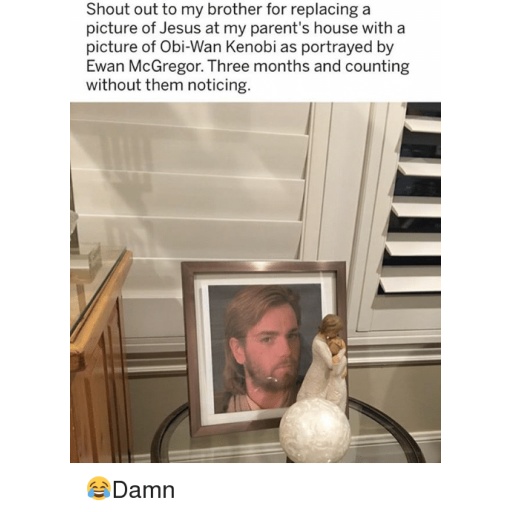 Shout out to my brother for replacing a
picture of Jesus at my parent's house with a
picture of Obi-Wan Kenobi as portrayed by
Ewan McGregor. Three months and counting
without them noticing.
😂Damn